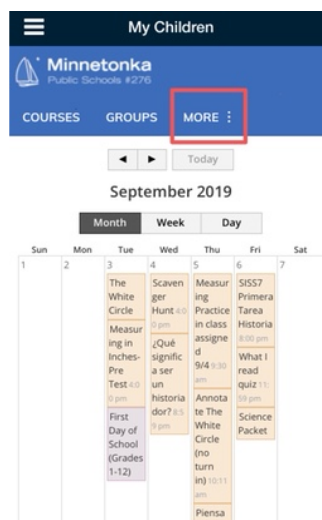 My Children
Minnetonka
Public Schools #276
COURSES GROUPS MORE
Today
September 2019
Month Week Day
Sun Mon Tue Wed Thu Fri Sat
1 2 3 4 5 6 7
The
White
Circle
Measur
ing in
Inches-
Pre
Test 4:0
0 pm
First
Day of
School
(Grades
1-12)
Scaven
ger
Hunt 4:0
0 pm
¿Qué
signific
a ser
un
historia
dor? 8:5
9 pm
Measur
ing
Practice
in class
assigne
d
9/4 9:30
am
Annota
te The
White
Circle
(no
turn
in) 10:11
am
Piensa
SISS7
Primera
Tarea
Historia
8:00 pm
What I
read
quiz 11:
59 pm
Science
Packet